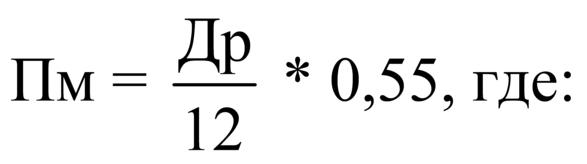 Пм = Др/12 * 0,55, где: